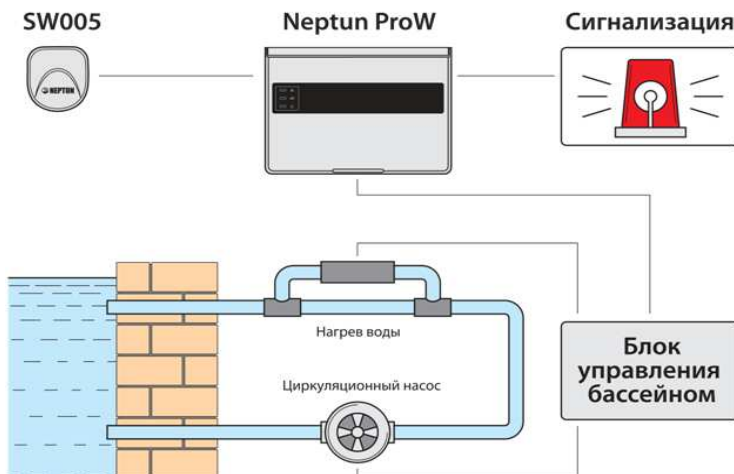 SW005
Neptun ProW
Сигнализация
NEPTUN
Нагрев воды
Циркуляционный насос
Блок
управления
бассейном